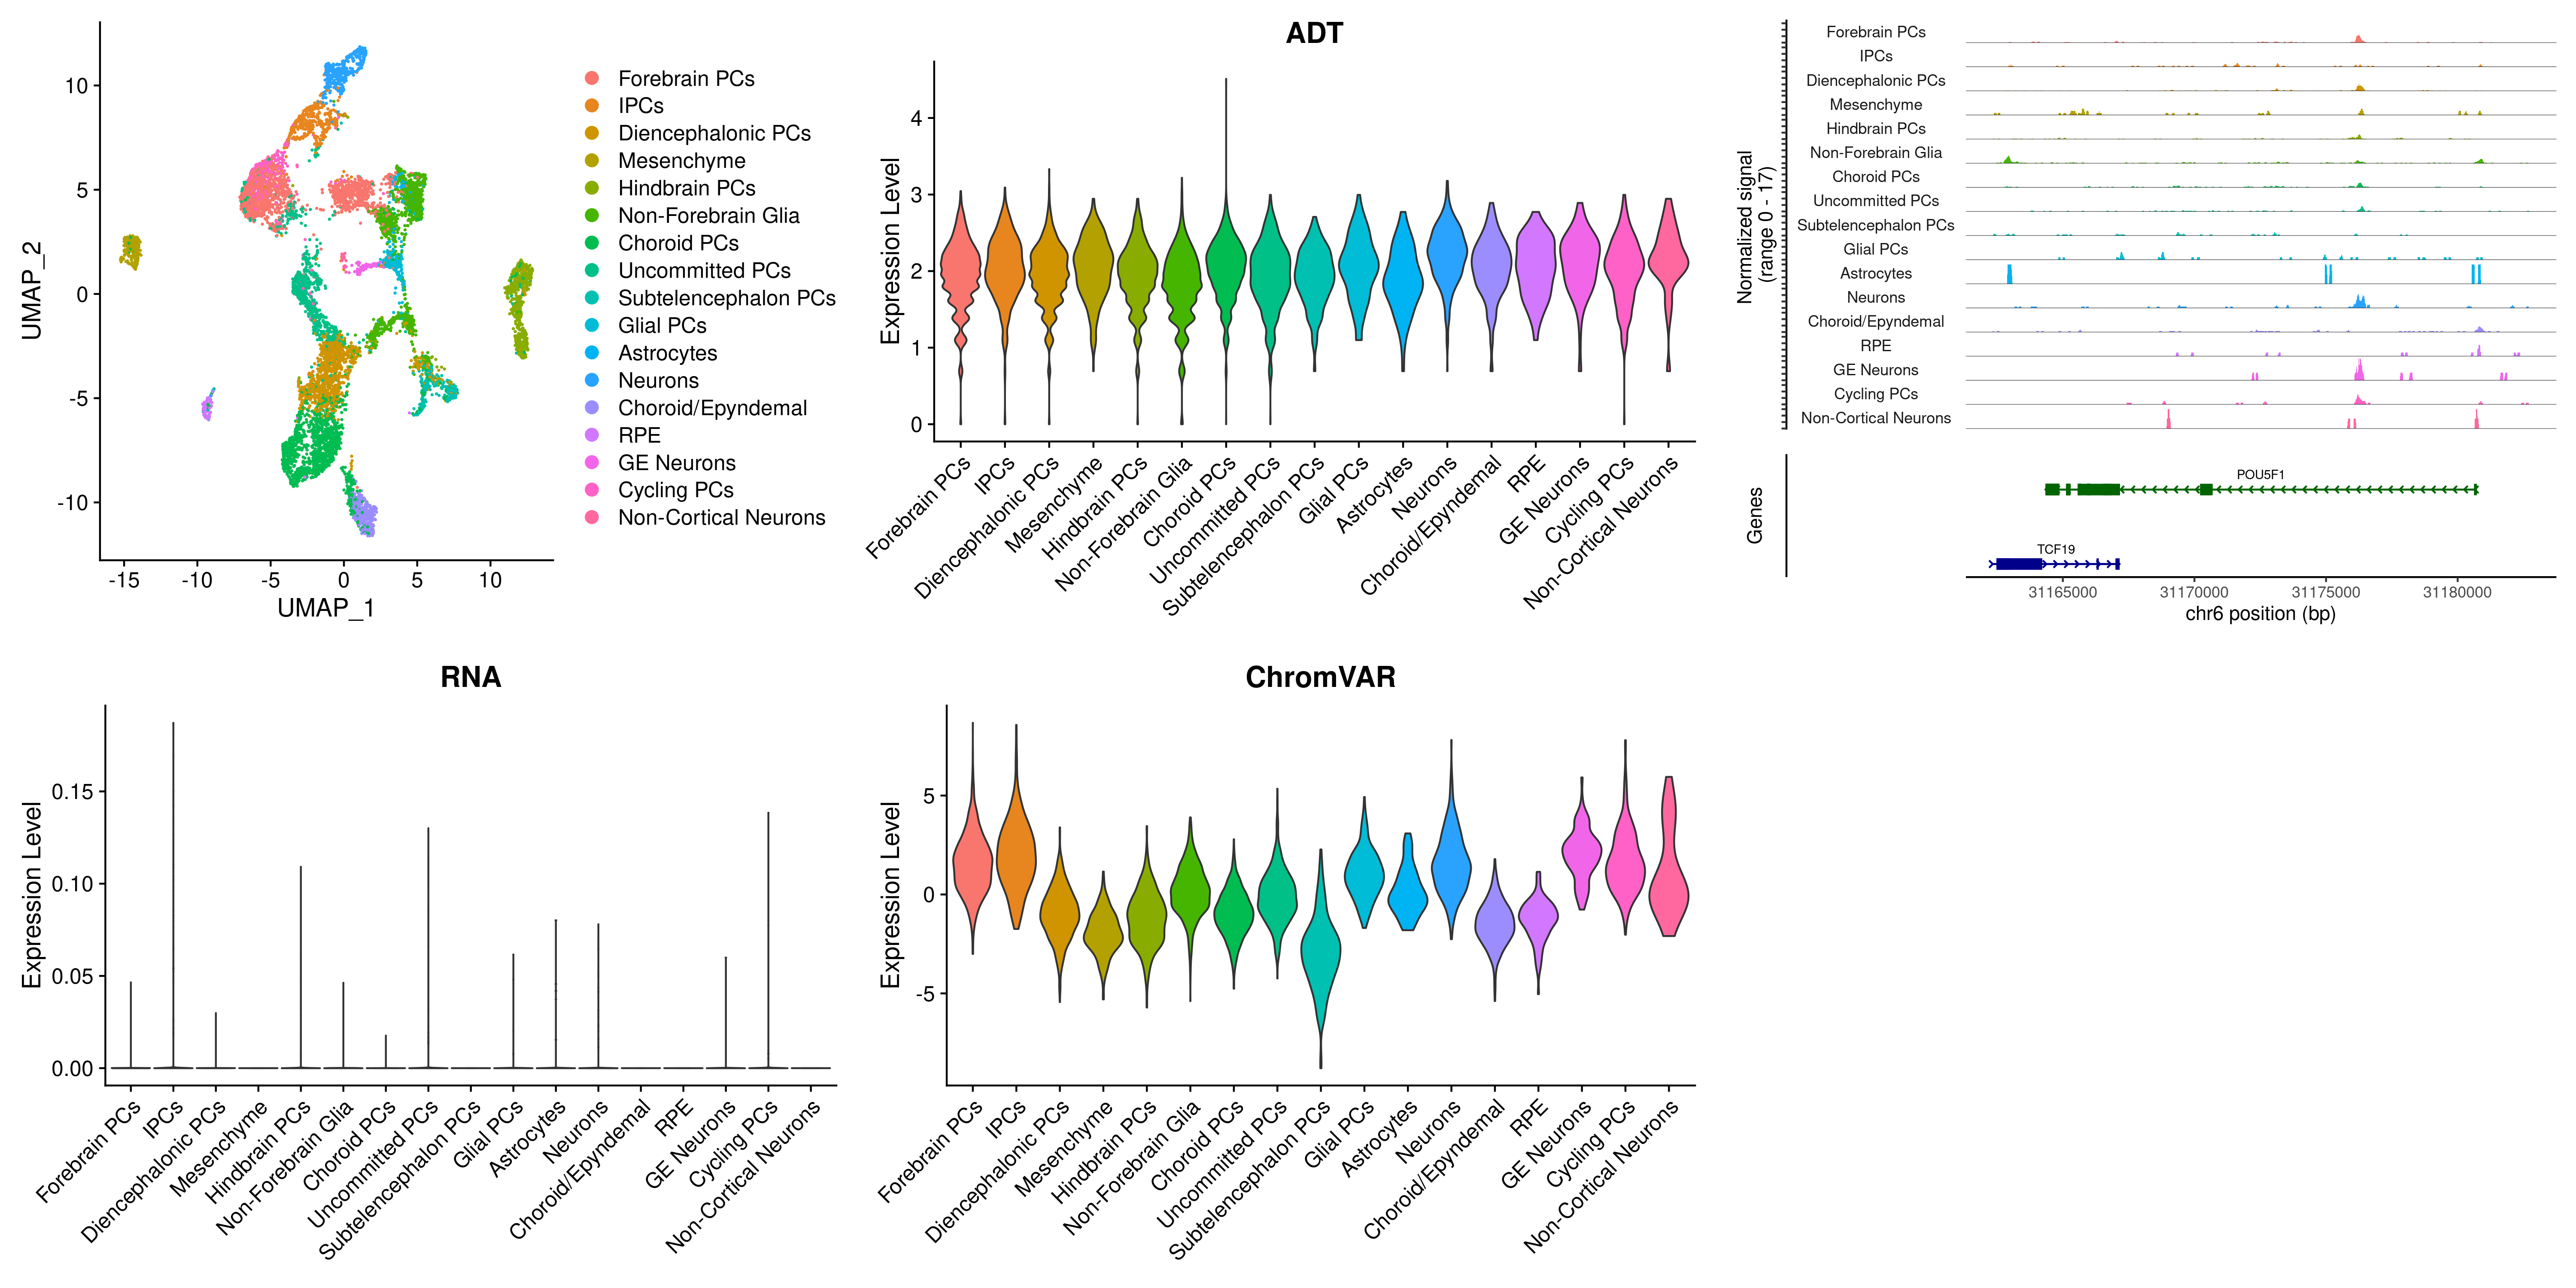 10
5
0
-5
-10
UMAP_2
-15
-10
-5
0
5
10
UMAP_1
Forebrain PCs
IPCs
Diencephalonic PCs
Mesenchyme
Hindbrain PCs
Non-Forebrain Glia
Choroid PCs
Uncommitted PCs
Subtelencephalon PCs
Glial PCs
Astrocytes
Neurons
Choroid/Epyndemal
RPE
GE Neurons
Cycling PCs
Non-Cortical Neurons
ADT
Expression Level
4
3
2
1
0
Forebrain PCs
IPCs
Diencephalonic PCs
Mesenchyme
Hindbrain PCs
Non-Forebrain Glia
Choroid PCs
Uncommitted PCs
Subtelencephalon PCs
Glial PCs
Astrocytes
Neurons
Choroid/Epyndemal
RPE
GE Neurons
Cycling PCs
Non-Cortical Neurons
Normalized signal
(range 0 - 17)
Forebrain PCs
IPCs
Diencephalonic PCs
Mesenchyme
Hindbrain PCs
Non-Forebrain Glia
Choroid PCs
Uncommitted PCs
Subtelencephalon PCs
Glial PCs
Astrocytes
Neurons
Choroid/Epyndemal
RPE
GE Neurons
Cycling PCs
Non-Cortical Neurons
Genes
POU5F1
TCF19
31165000
31170000
31175000
31180000
chr6 position (bp)
RNA
Expression Level
0.15
0.10
0.05
0.00
Forebrain PCs
IPCs
Diencephalonic PCs
Mesenchyme
Hindbrain PCs
Non-Forebrain Glia
Choroid PCs
Uncommitted PCs
Subtelencephalon PCs
Glial PCs
Astrocytes
Neurons
Choroid/Epyndemal
RPE
GE Neurons
Cycling PCs
Non-Cortical Neurons
ChromVAR
Expression Level
5
0
-5
Forebrain PCs
IPCs
Diencephalonic PCs
Mesenchyme
Hindbrain PCs
Non-Forebrain Glia
Choroid PCs
Uncommitted PCs
Subtelencephalon PCs
Glial PCs
Astrocytes
Neurons
Choroid/Epyndemal
RPE
GE Neurons
Cycling PCs
Non-Cortical Neurons